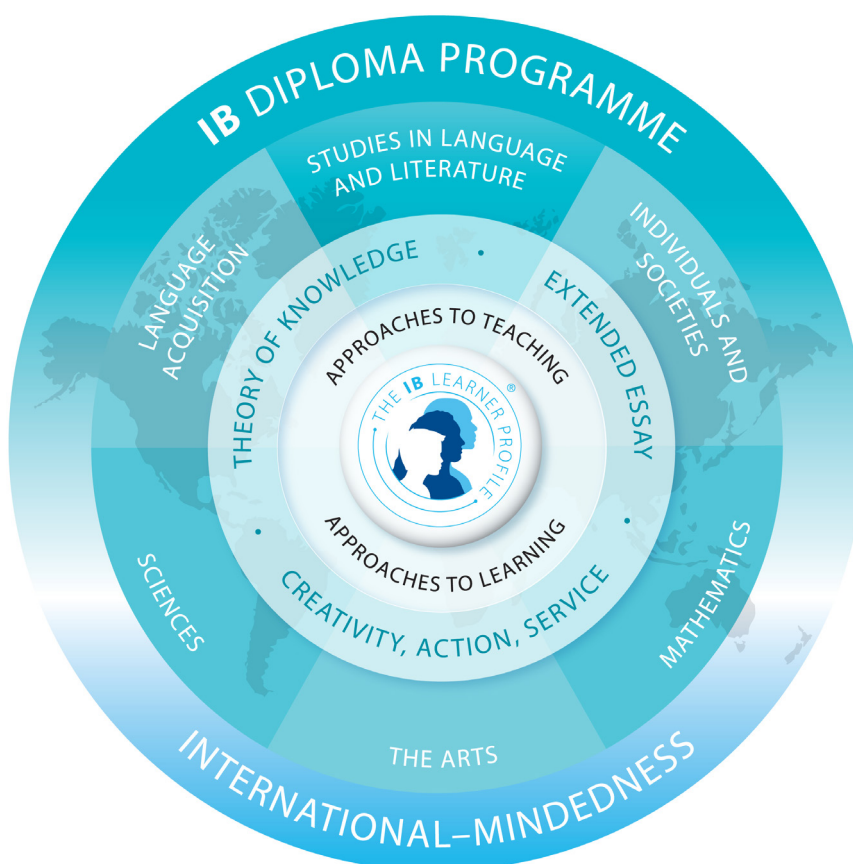 IB DIPLOMA PROGRAMME
STUDIES IN LANGUAGE
AND LITERATURE
LANGUAGE
ACQUISITION
INDIVIDUALS AND
SOCIETIES
THEORY OF KNOWLEDGE
·
EXTENDED ESSAY
APPROACHES TO TEACHING
THE IB LEARNER PROFILE
®
APPROACHES TO LEARNING
· CREATIVITY, ACTION, SERVICE ·
SCIENCES
MATHEMATICS
THE ARTS
INTERNATIONAL–MINDEDNESS